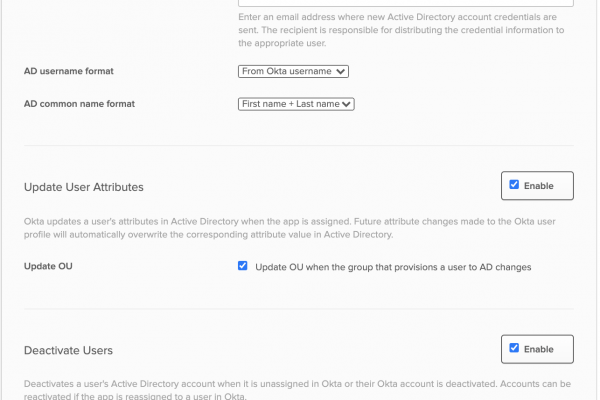 Enter an email address where new Active Directory account credentials are
sent. The recipient is responsible for distributing the credential information to
the appropriate user.
AD username format
From Okta username
AD common name format
First name + Last name
Update User Attributes
Enable
Okta updates a user's attributes in Active Directory when the app is assigned. Future attribute changes made to the Okta user
profile will automatically overwrite the corresponding attribute value in Active Directory.
Update OU
Update OU when the group that provisions a user to AD changes
Deactivate Users
Enable
Deactivates a user's Active Directory account when it is unassigned in Okta or their Okta account is deactivated. Accounts can be
reactivated if the app is reassigned to a user in Okta.